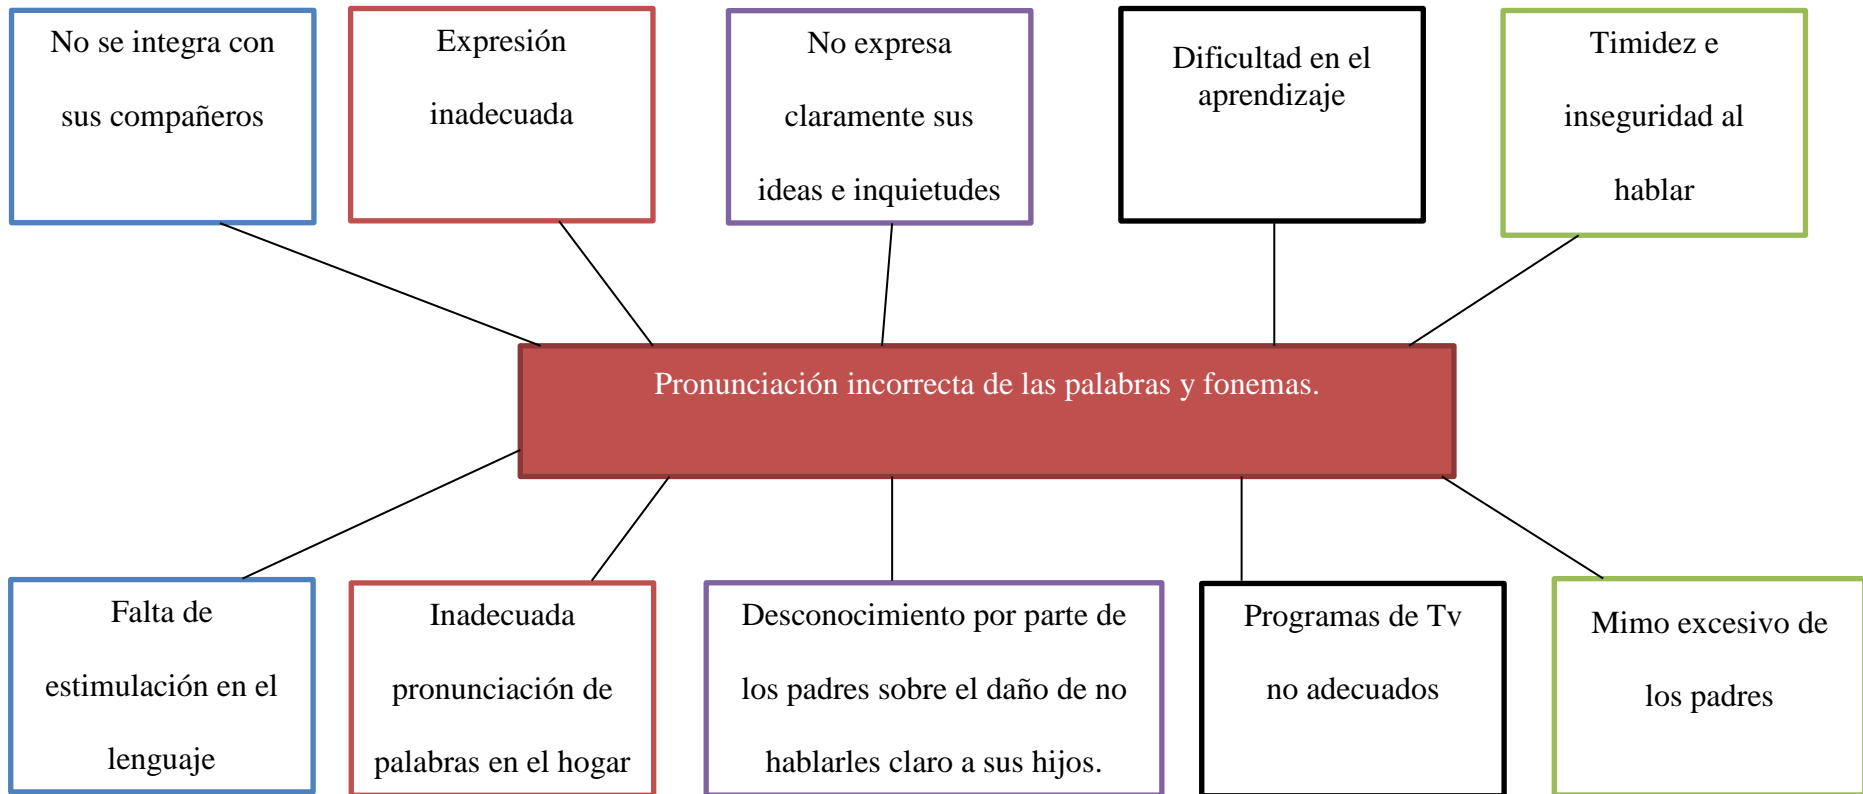 No se integra con
sus compañeros
Expresión
inadecuada
No expresa
claramente sus
ideas e inquietudes
Dificultad en el
aprendizaje
Timidez e
inseguridad al
hablar
Pronunciación incorrecta de las palabras y fonemas.
Falta de
estimulación en el
lenguaje
Inadecuada
pronunciación de
palabras en el hogar
Desconocimiento por parte de
los padres sobre el daño de no
hablarles claro a sus hijos.
Programas de Tv
no adecuados
Mimo excesivo de
los padres